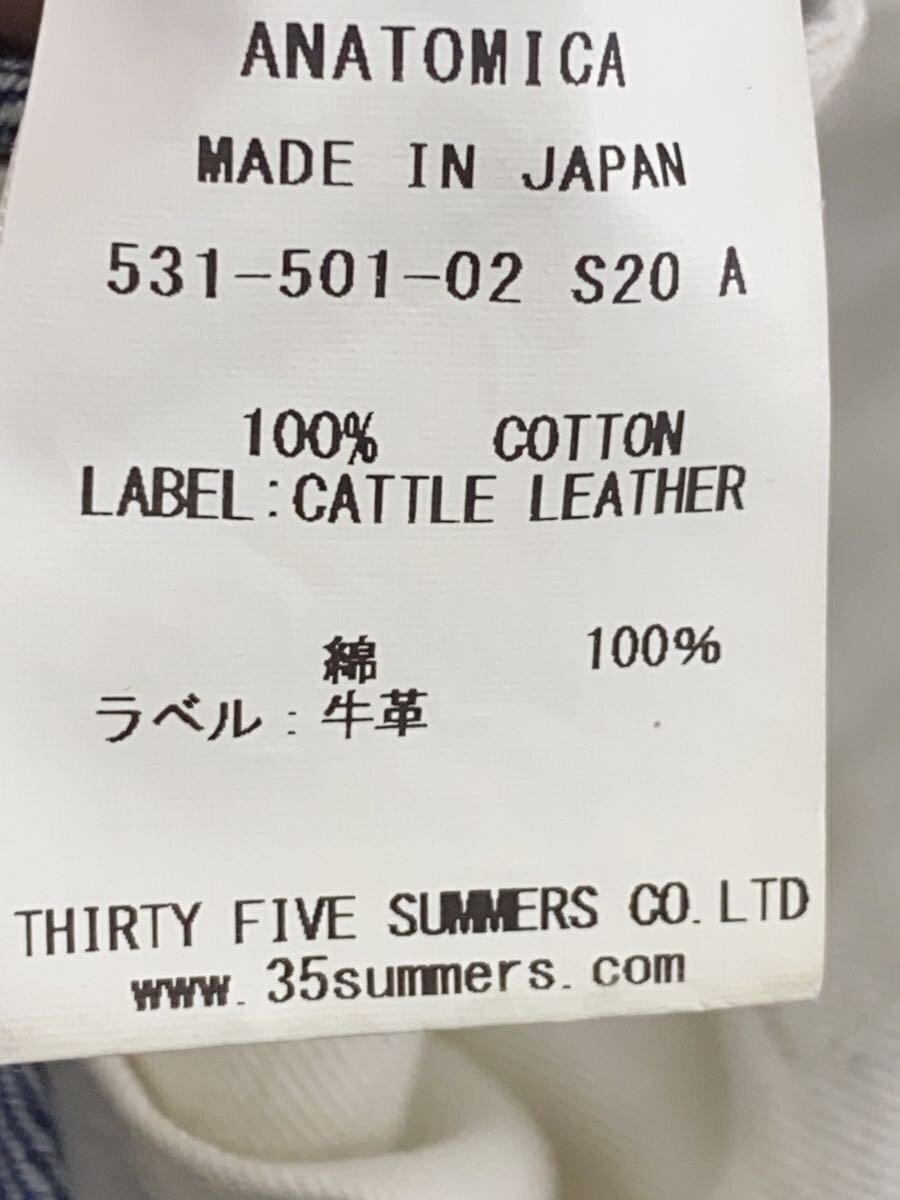 ANATOMICA
MADE IN JAPAN
531-501-02 S20 A
100% COTTON
LABEL:CATTLE LEATHER
綿 100%
ラベル:牛革
THIRTY FIVE SUMMERS CO.LTD
www.35summers.com